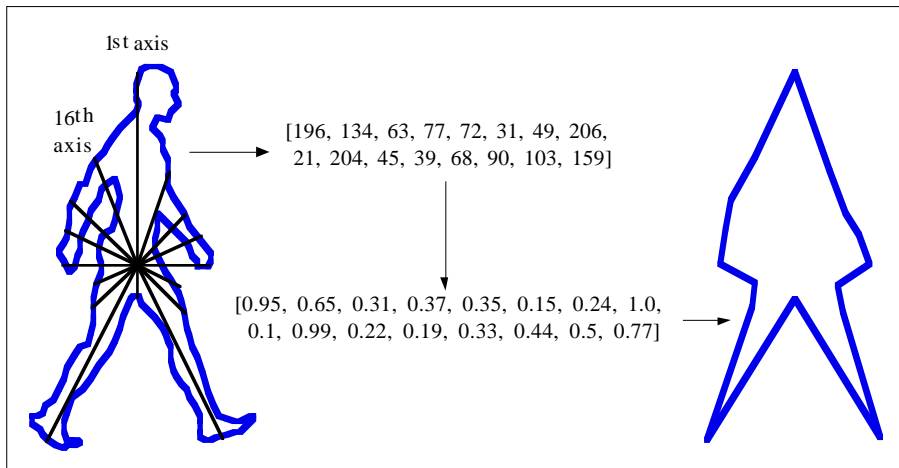 1st axis
16th
axis
[196, 134, 63, 77, 72, 31, 49, 206,
21, 204, 45, 39, 68, 90, 103, 159]
[0.95, 0.65, 0.31, 0.37, 0.35, 0.15, 0.24, 1.0,
0.1, 0.99, 0.22, 0.19, 0.33, 0.44, 0.5, 0.77]